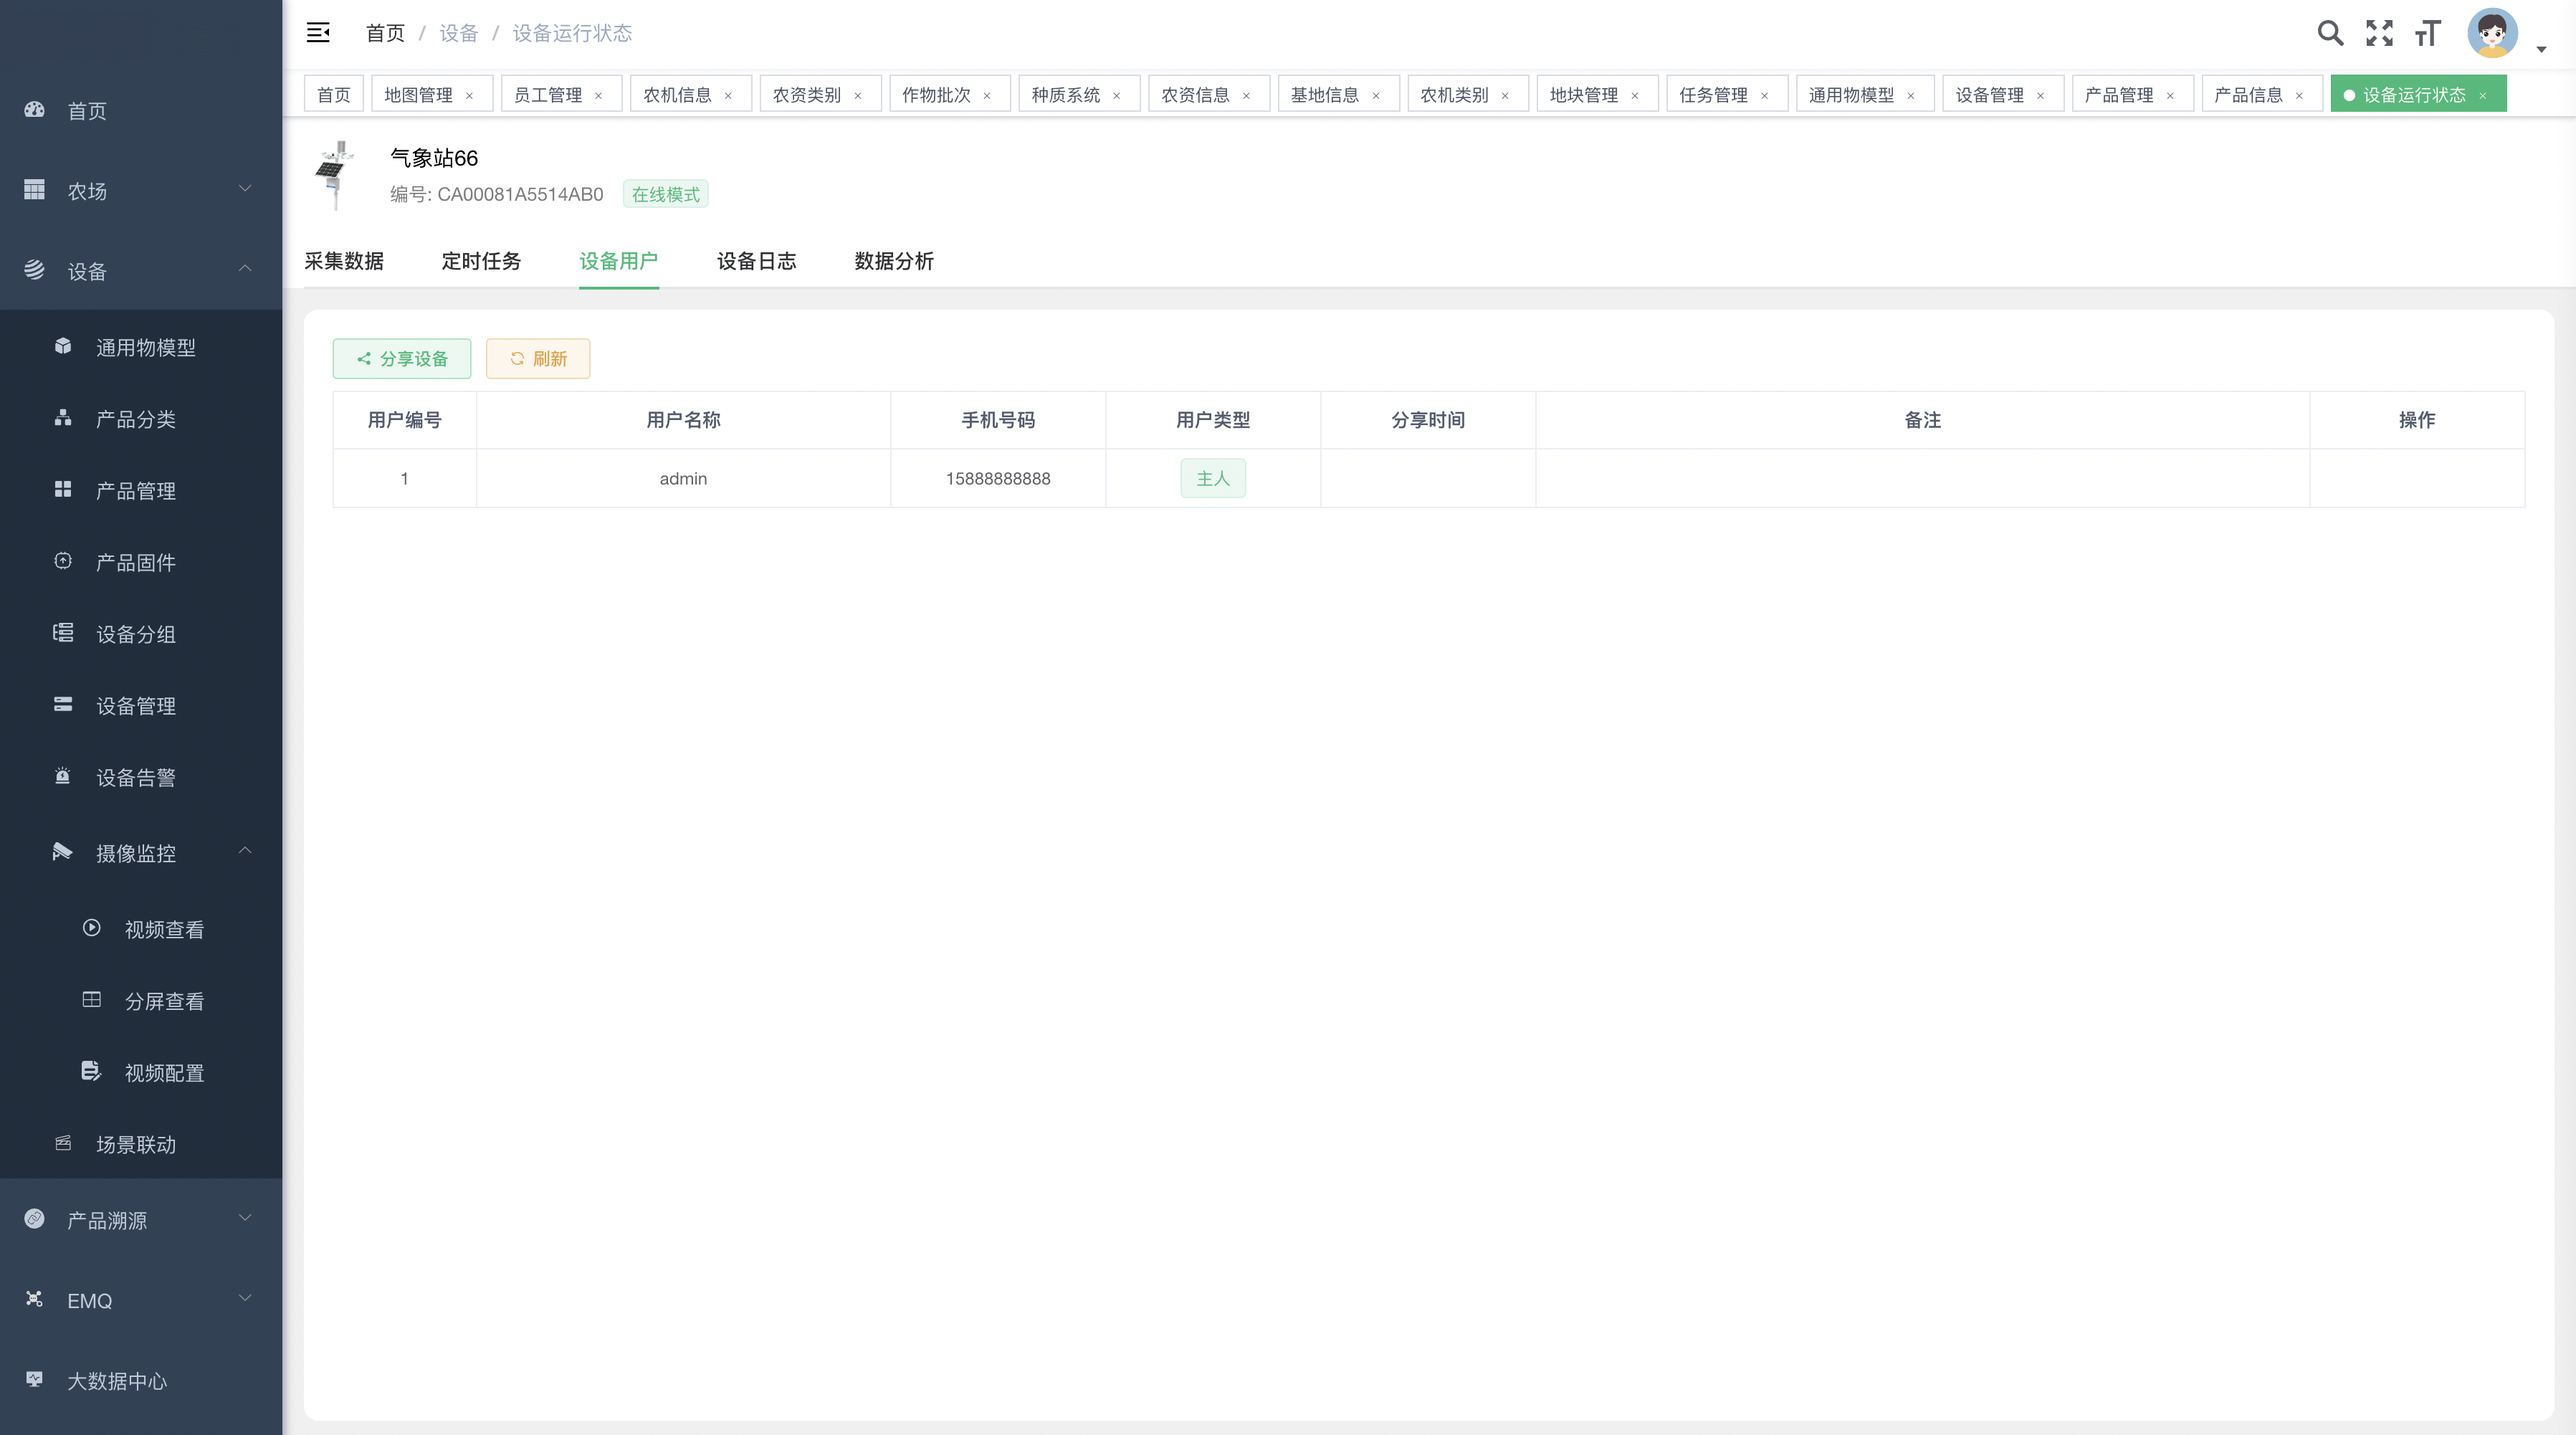 首页 / 设备 / 设备运行状态
首页 地图管理 × 员工管理 × 农机信息 × 农资类别 × 作物批次 × 种质系统 × 农资信息 × 基地信息 × 农机类别 × 地块管理 × 任务管理 × 通用物模型 × 设备管理 × 产品管理 × 产品信息 × 设备运行状态 ×
首页
农场
设备
通用物模型
产品分类
产品管理
产品固件
设备分组
设备管理
设备告警
摄像监控
视频查看
分屏查看
视频配置
场景联动
产品溯源
EMQ
大数据中心
气象站66
编号: CA00081A5514AB0 在线模式
采集数据 定时任务 设备用户 设备日志 数据分析
分享设备 刷新
用户编号 用户名称 手机号码 用户类型 分享时间 备注 操作
1 admin 15888888888 主人